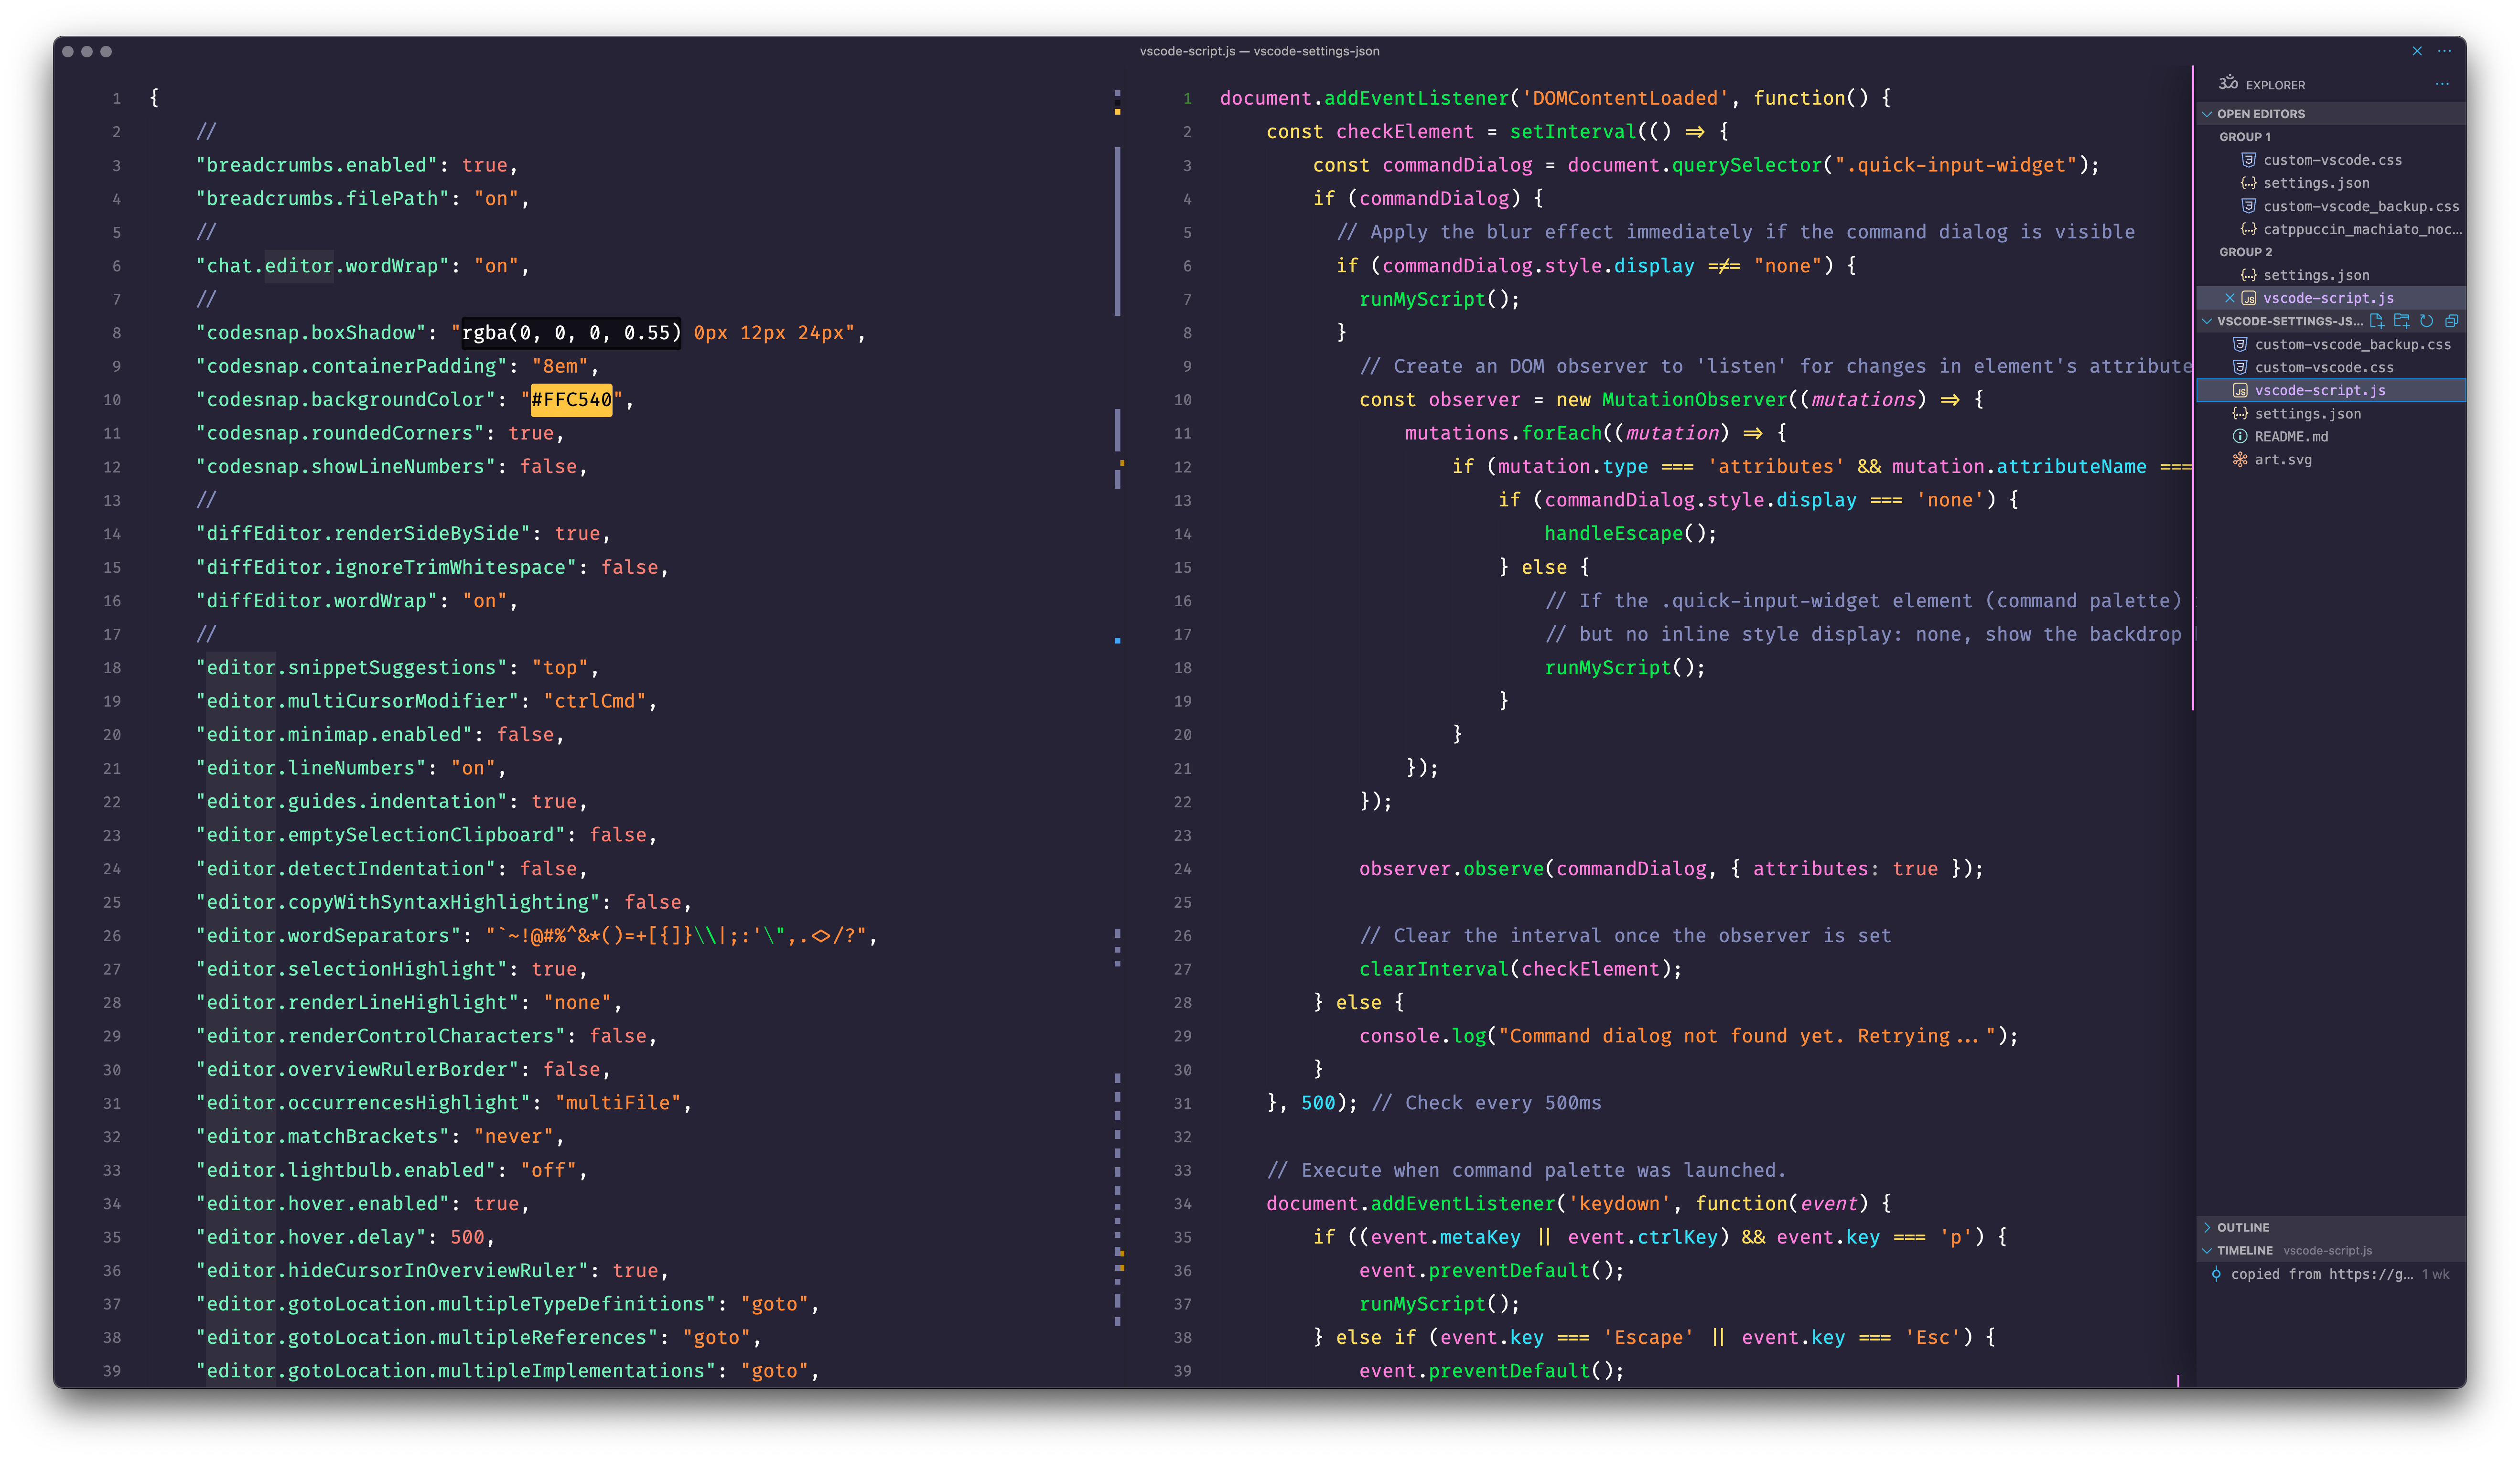 vscode-script.js — vscode-settings-json
1 {
2 //
3 "breadcrumbs.enabled": true,
4 "breadcrumbs.filePath": "on",
5 //
6 "chat.editor.wordWrap": "on",
7 //
8 "codesnap.boxShadow": "rgba(0, 0, 0, 0.55) 0px 12px 24px",
9 "codesnap.containerPadding": "8em",
10 "codesnap.backgroundColor": "#FFC540",
11 "codesnap.roundedCorners": true,
12 "codesnap.showLineNumbers": false,
13 //
14 "diffEditor.renderSideBySide": true,
15 "diffEditor.ignoreTrimWhitespace": false,
16 "diffEditor.wordWrap": "on",
17 //
18 "editor.snippetSuggestions": "top",
19 "editor.multiCursorModifier": "ctrlCmd",
20 "editor.minimap.enabled": false,
21 "editor.lineNumbers": "on",
22 "editor.guides.indentation": true,
23 "editor.emptySelectionClipboard": false,
24 "editor.detectIndentation": false,
25 "editor.copyWithSyntaxHighlighting": false,
26 "editor.wordSeparators": "`~!@#%^&*()=+[{]}\\|;:'\",.<>/?",
27 "editor.selectionHighlight": true,
28 "editor.renderLineHighlight": "none",
29 "editor.renderControlCharacters": false,
30 "editor.overviewRulerBorder": false,
31 "editor.occurrencesHighlight": "multiFile",
32 "editor.matchBrackets": "never",
33 "editor.lightbulb.enabled": "off",
34 "editor.hover.enabled": true,
35 "editor.hover.delay": 500,
36 "editor.hideCursorInOverviewRuler": true,
37 "editor.gotoLocation.multipleTypeDefinitions": "goto",
38 "editor.gotoLocation.multipleReferences": "goto",
39 "editor.gotoLocation.multipleImplementations": "goto",
1 document.addEventListener('DOMContentLoaded', function() {
2 const checkElement = setInterval(() => {
3 const commandDialog = document.querySelector(".quick-input-widget");
4 if (commandDialog) {
5 // Apply the blur effect immediately if the command dialog is visible
6 if (commandDialog.style.display !== "none") {
7 runMyScript();
8 }
9 // Create an DOM observer to 'listen' for changes in element's attribute
10 const observer = new MutationObserver((mutations) => {
11 mutations.forEach((mutation) => {
12 if (mutation.type === 'attributes' && mutation.attributeName ===
13 if (commandDialog.style.display === 'none') {
14 handleEscape();
15 } else {
16 // If the .quick-input-widget element (command palette)
17 // but no inline style display: none, show the backdrop
18 runMyScript();
19 }
20 }
21 });
22 });
23
24 observer.observe(commandDialog, { attributes: true });
25
26 // Clear the interval once the observer is set
27 clearInterval(checkElement);
28 } else {
29 console.log("Command dialog not found yet. Retrying...");
30 }
31 }, 500); // Check every 500ms
32
33 // Execute when command palette was launched.
34 document.addEventListener('keydown', function(event) {
35 if ((event.metaKey || event.ctrlKey) && event.key === 'p') {
36 event.preventDefault();
37 runMyScript();
38 } else if (event.key === 'Escape' || event.key === 'Esc') {
39 event.preventDefault();
ॐ EXPLORER
OPEN EDITORS
GROUP 1
custom-vscode.css
{..} settings.json
custom-vscode_backup.css
{..} catppuccin_machiato_noc...
GROUP 2
{..} settings.json
JS vscode-script.js
VSCODE-SETTINGS-JS...
custom-vscode_backup.css
custom-vscode.css
JS vscode-script.js
{..} settings.json
README.md
art.svg
OUTLINE
TIMELINE vscode-script.js
copied from https://g... 1 wk